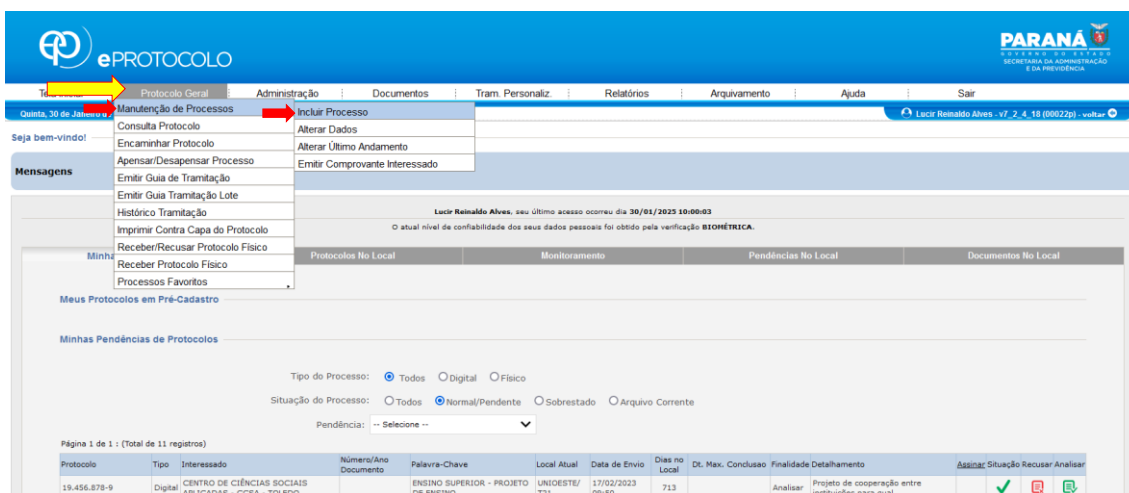 ep ePROTOCOLO
PARANÁ
GOVERNO DO ESTADO
SECRETARIA DA ADMINISTRAÇÃO
E DA PREVIDÊNCIA
Protocolo Geral Administração Documentos Tram. Personaliz. Relatórios Arquivamento Ajuda Sair
Quinta, 30 de Janeiro Lucir Reinaldo Alves - v7_2_4_18 (00022p) - voltar
Manutenção de Processos
Consulta Protocolo
Encaminhar Protocolo
Apensar/Desapensar Processo
Emitir Guia de Tramitação
Emitir Guia Tramitação Lote
Histórico Tramitação
Imprimir Contra Capa do Protocolo
Receber/Recusar Protocolo Físico
Receber Protocolo Físico
Processos Favoritos
Incluir Processo
Alterar Dados
Alterar Último Andamento
Emitir Comprovante Interessado
Seja bem-vindo!
Mensagens
Lucir Reinaldo Alves, seu último acesso ocorreu dia 30/01/2025 10:00:03
O atual nível de confiabilidade dos seus dados pessoais foi obtido pela verificação BIOMÉTRICA.
Protocolos No Local Monitoramento Pendências No Local Documentos No Local
Meus Protocolos em Pré-Cadastro
Minhas Pendências de Protocolos
Tipo do Processo: Todos Digital Físico
Situação do Processo: Todos Normal/Pendente Sobrestado Arquivo Corrente
Pendência: -- Selecione --
Página 1 de 1 : (Total de 11 registros)
Protocolo Tipo Interessado Número/Ano Documento Palavra-Chave Local Atual Data de Envio Dias no Local Dt. Max. Conclusao Finalidade Detalhamento Assinar Situação Recusar Analisar
19.456.878-9 Digital CENTRO DE CIÊNCIAS SOCIAIS ENSINO SUPERIOR - PROJETO UNIOESTE/ 17/02/2023 713 Analisar Projeto de cooperação entre